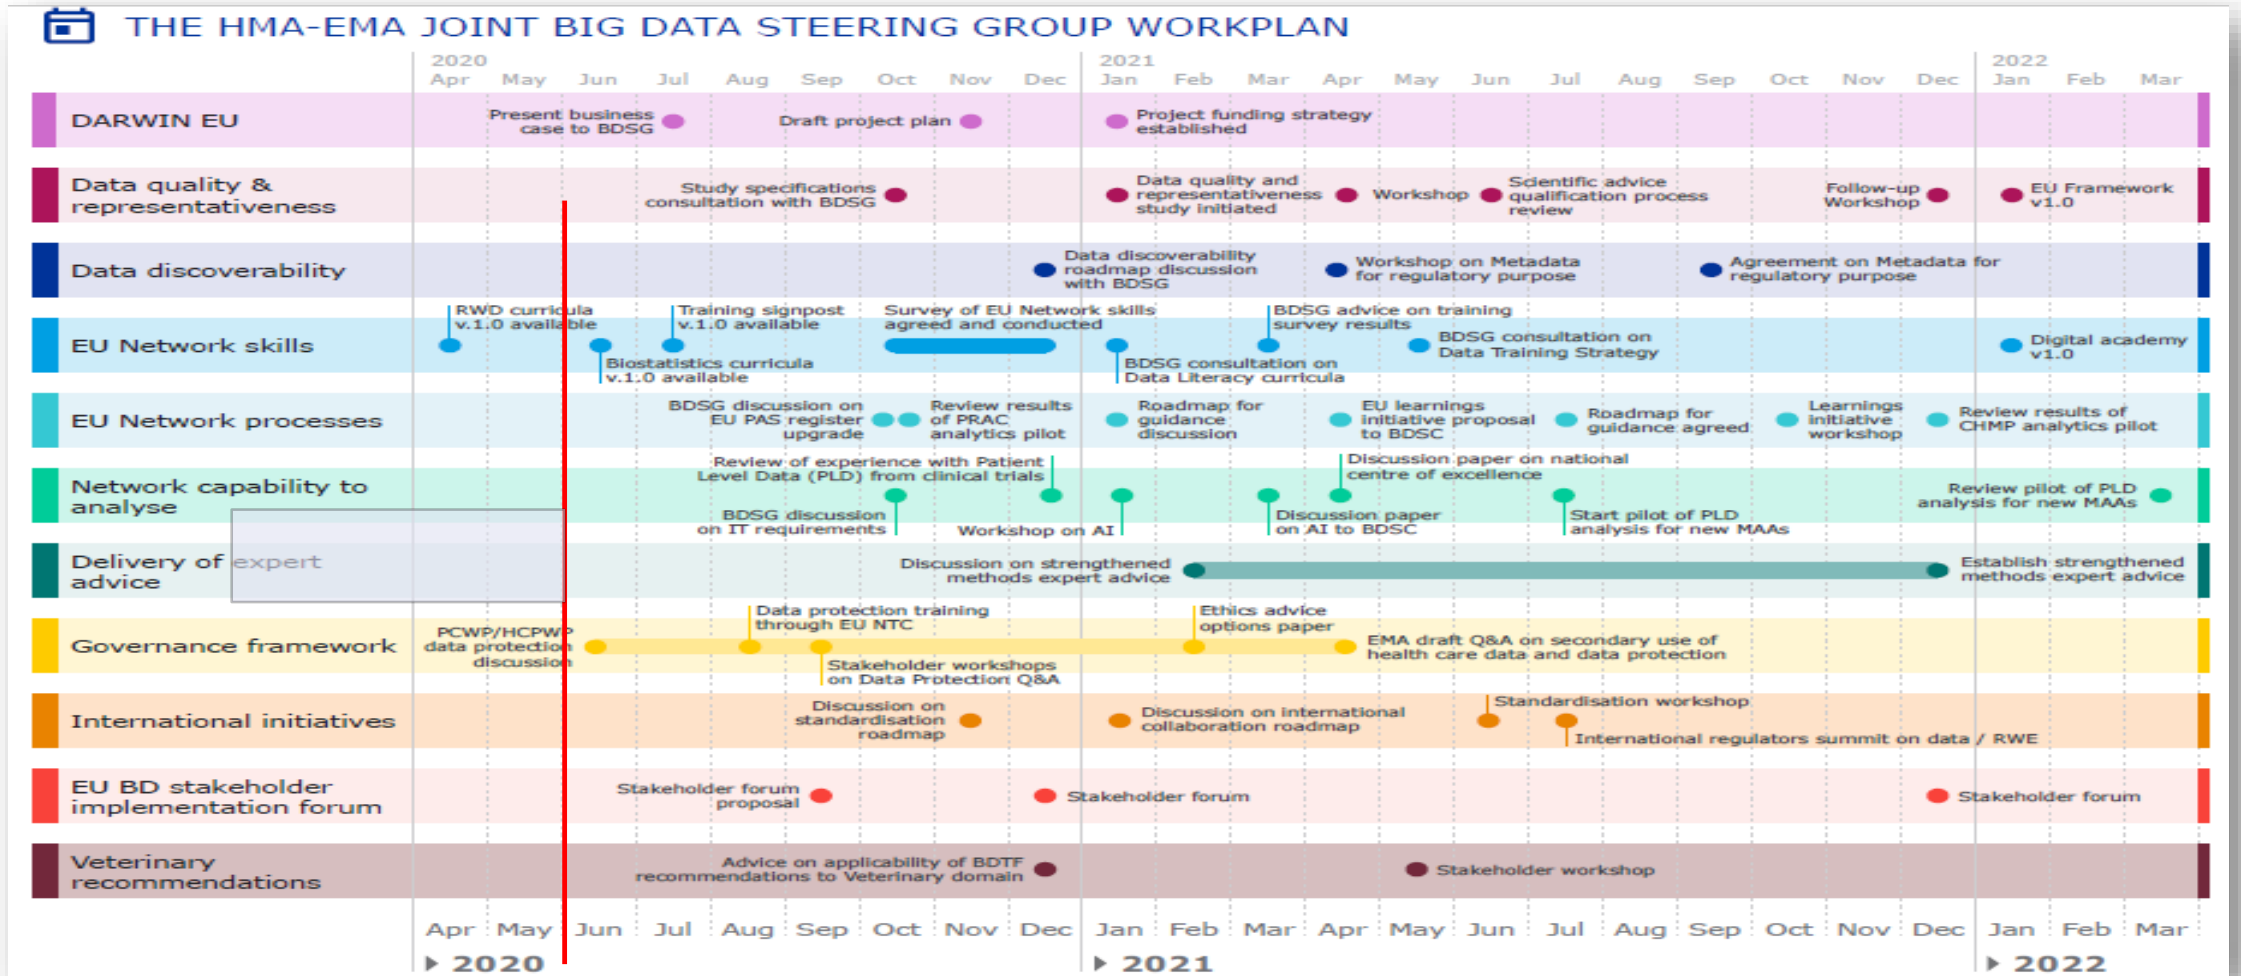 THE HMA-EMA JOINT BIG DATA STEERING GROUP WORKPLAN
2020 2021 2022
Apr May Jun Jul Aug Sep Oct Nov Dec Jan Feb Mar Apr May Jun Jul Aug Sep Oct Nov Dec Jan Feb Mar
DARWIN EU
Present business
case to BDSG
Draft project plan
Project funding strategy
established
Data quality &
representativeness
Study specifications
consultation with BDSG
Data quality and
representativeness
study initiated
Workshop
Scientific advice
qualification process
review
Follow-up
Workshop
EU Framework
v1.0
Data discoverability
Data discoverability
roadmap discussion
with BDSG
Workshop on Metadata
for regulatory purpose
Agreement on Metadata for
regulatory purpose
EU Network skills
RWD curricula
v.1.0 available
Biostatistics curricula
v.1.0 available
Training signpost
v.1.0 available
Survey of EU Network skills
agreed and conducted
BDSG consultation on
Data Literacy curricula
BDSG advice on training
survey results
BDSG consultation on
Data Training Strategy
Digital academy
v1.0
EU Network processes
BDSG discussion on
EU PAS register
upgrade
Review results
of PRAC
analytics pilot
Roadmap for
guidance
discussion
EU learnings
initiative proposal
to BDSC
Roadmap for
guidance agreed
Learnings
initiative
workshop
Review results of
CHMP analytics pilot
Network capability to
analyse
Review of experience with Patient
Level Data (PLD) from clinical trials
BDSG discussion
on IT requirements
Workshop on AI
Discussion paper
on AI to BDSC
Discussion paper on national
centre of excellence
Start pilot of PLD
analysis for new MAAs
Review pilot of PLD
analysis for new MAAs
Delivery of expert
advice
Discussion on strengthened
methods expert advice
Establish strengthened
methods expert advice
Governance framework
PCWP/HCPWP
data protection
discussion
Data protection training
through EU NTC
Stakeholder workshops
on Data Protection Q&A
Ethics advice
options paper
EMA draft Q&A on secondary use of
health care data and data protection
International initiatives
Discussion on
standardisation
roadmap
Discussion on international
collaboration roadmap
Standardisation workshop
International regulators summit on data / RWE
EU BD stakeholder
implementation forum
Stakeholder forum
proposal
Stakeholder forum
Stakeholder forum
Veterinary
recommendations
Advice on applicability of BDTF
recommendations to Veterinary domain
Stakeholder workshop
Apr May Jun Jul Aug Sep Oct Nov Dec Jan Feb Mar Apr May Jun Jul Aug Sep Oct Nov Dec Jan Feb Mar
2020 2021 2022